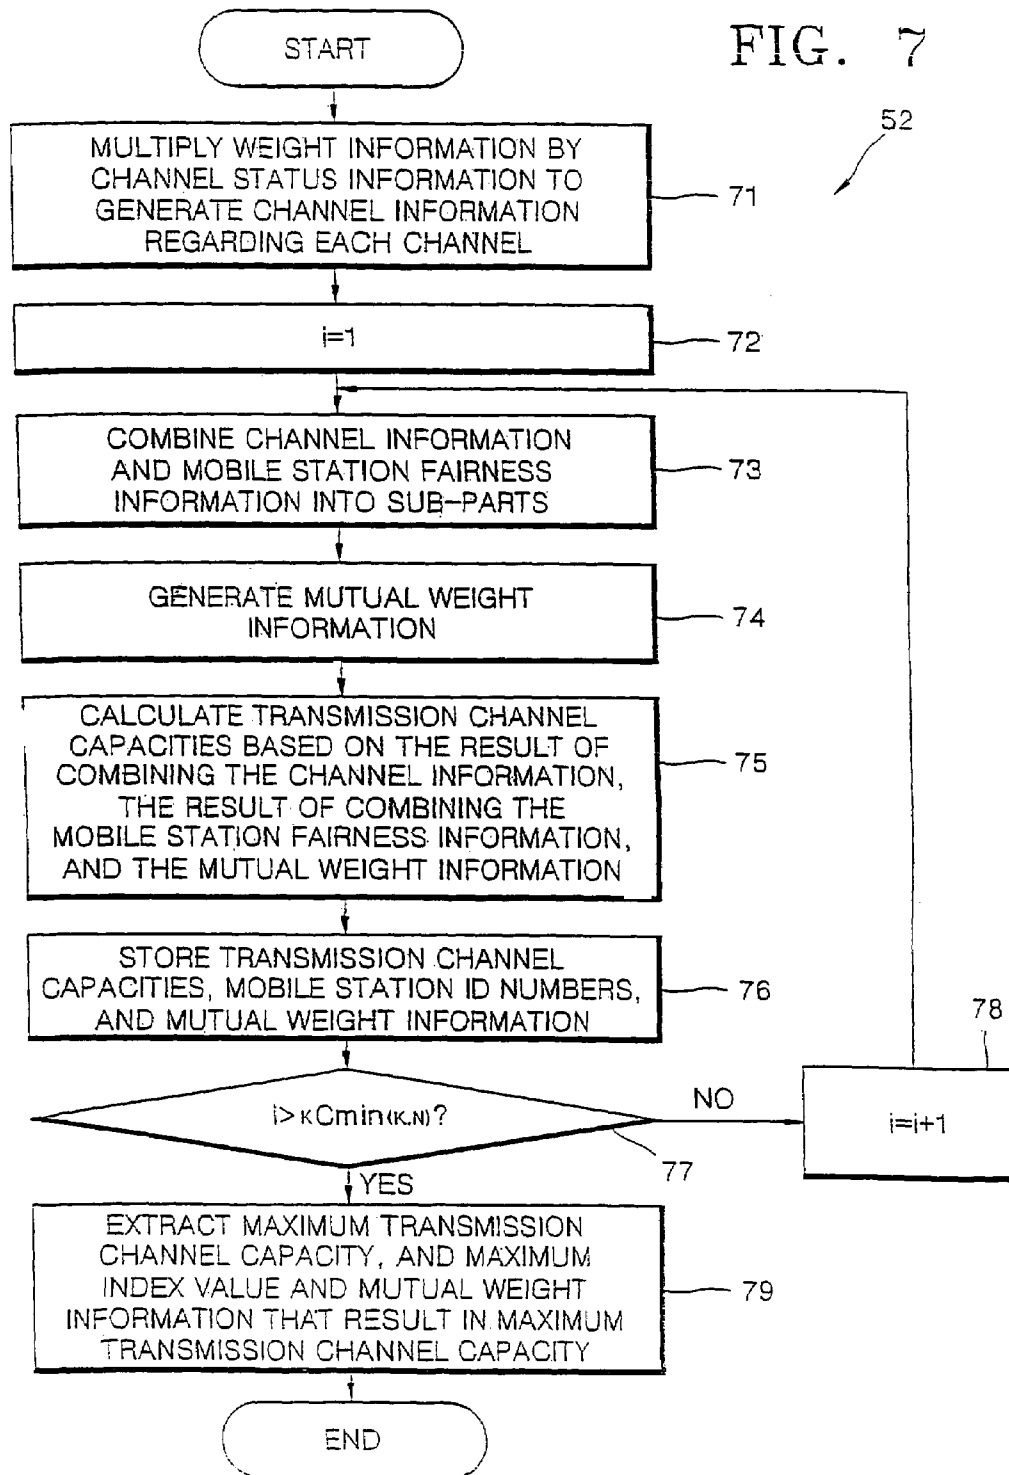 FIG. 7
52
START
MULTIPLY WEIGHT INFORMATION BY
CHANNEL STATUS INFORMATION TO
GENERATE CHANNEL INFORMATION
REGARDING EACH CHANNEL
71
i=1
72
COMBINE CHANNEL INFORMATION
AND MOBILE STATION FAIRNESS
INFORMATION INTO SUB-PARTS
73
GENERATE MUTUAL WEIGHT
INFORMATION
74
CALCULATE TRANSMISSION CHANNEL
CAPACITIES BASED ON THE RESULT OF
COMBINING THE CHANNEL INFORMATION,
THE RESULT OF COMBINING THE
MOBILE STATION FAIRNESS INFORMATION,
AND THE MUTUAL WEIGHT INFORMATION
75
STORE TRANSMISSION CHANNEL
CAPACITIES, MOBILE STATION ID NUMBERS,
AND MUTUAL WEIGHT INFORMATION
76
i>KCmin(K,N)?
77
NO
78
i=i+1
YES
EXTRACT MAXIMUM TRANSMISSION
CHANNEL CAPACITY, AND MAXIMUM
INDEX VALUE AND MUTUAL WEIGHT
INFORMATION THAT RESULT IN MAXIMUM
TRANSMISSION CHANNEL CAPACITY
79
END